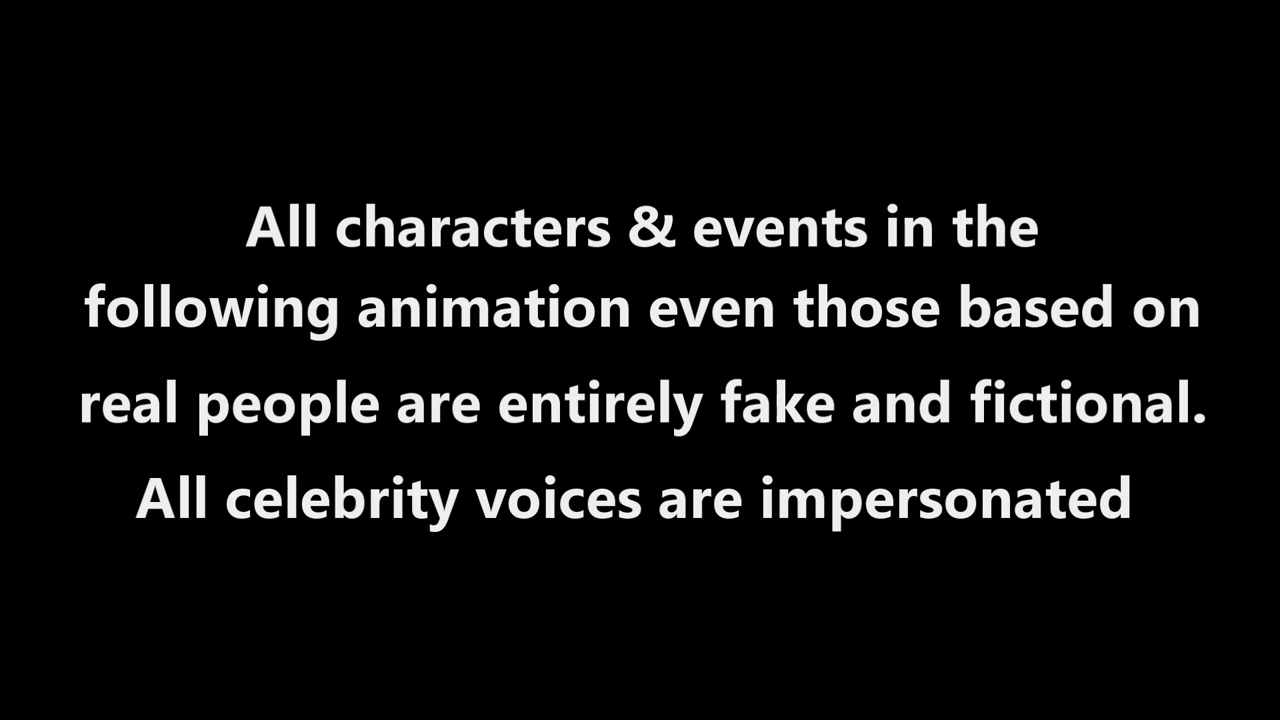 All characters & events in the
following animation even those based on
real people are entirely fake and fictional.
All celebrity voices are impersonated